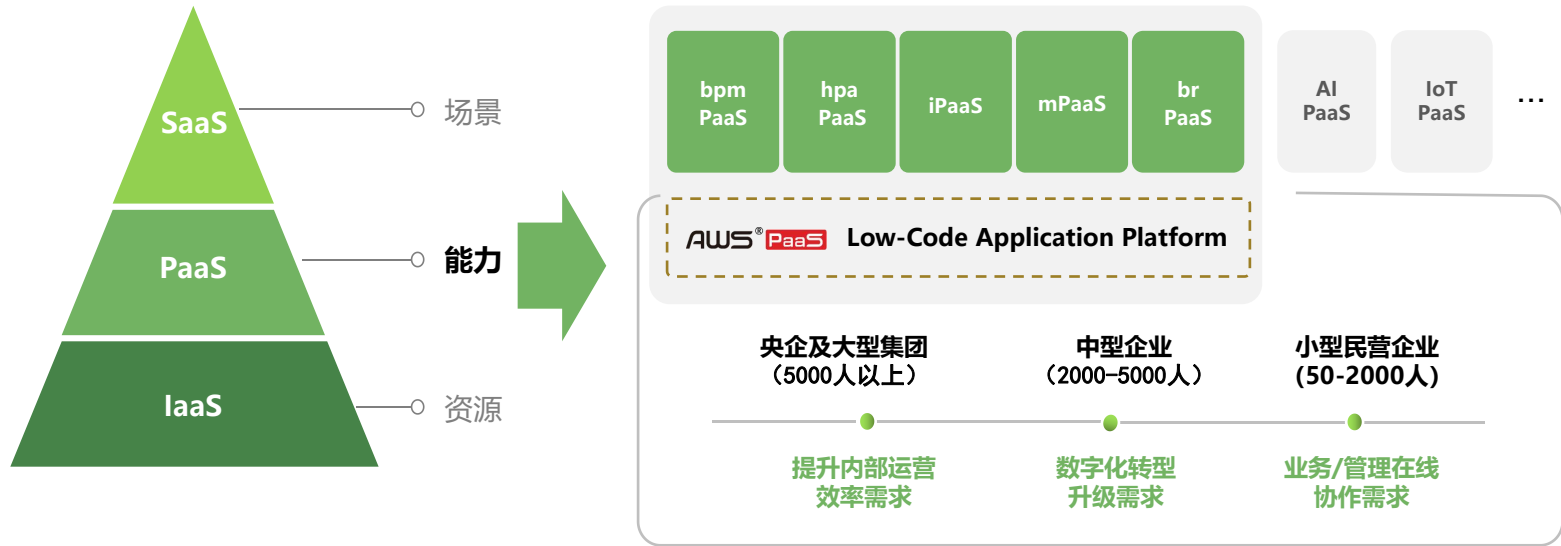 SaaS
场景
PaaS
能力
IaaS
资源
bpm
PaaS
hpa
PaaS
iPaaS
mPaaS
br
PaaS
AI
PaaS
IoT
PaaS
...
AWS® PaaS Low-Code Application Platform
央企及大型集团
（5000人以上）
中型企业
（2000-5000人）
小型民营企业
(50-2000人)
提升内部运营
效率需求
数字化转型
升级需求
业务/管理在线
协作需求